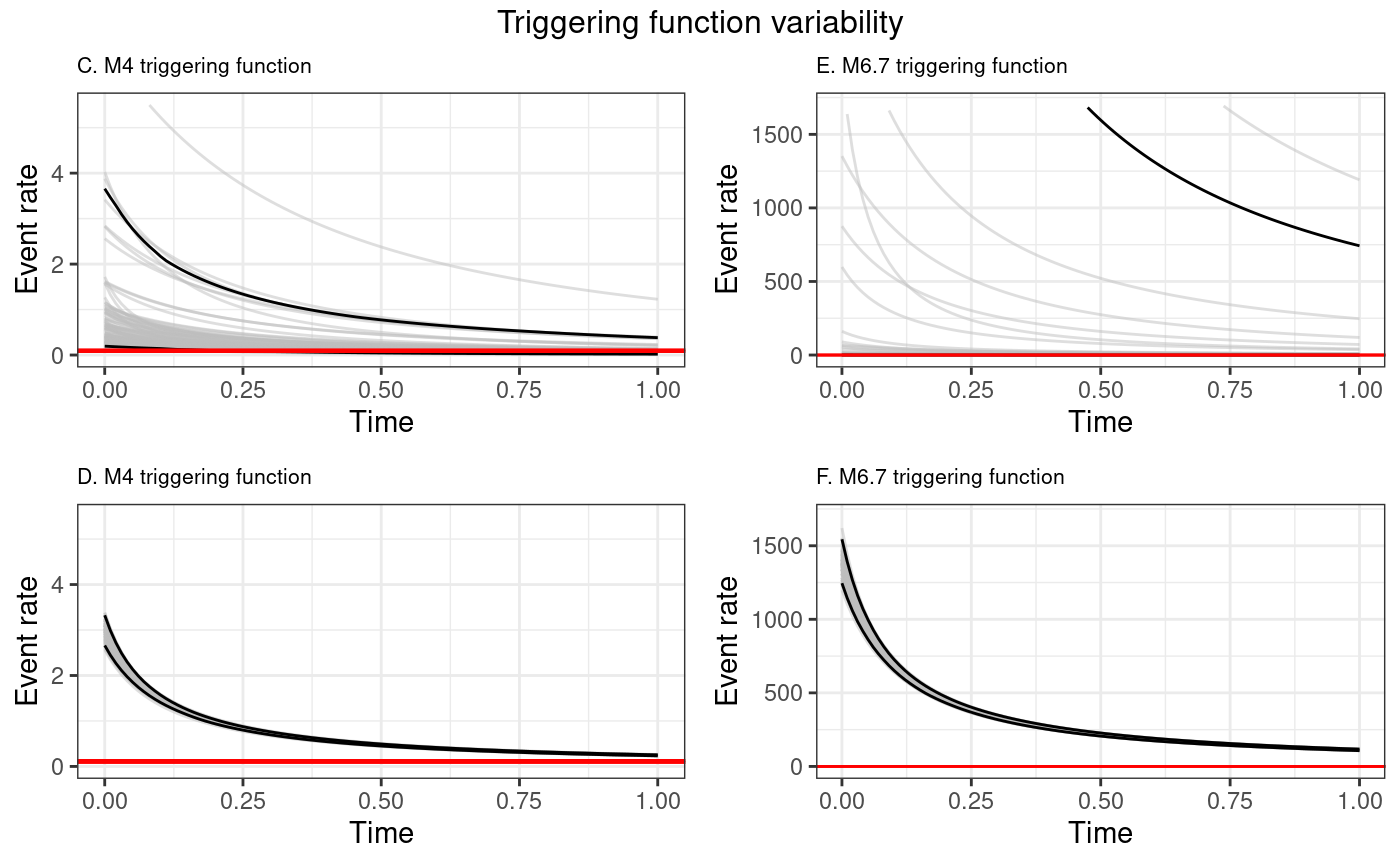 Triggering function variability
C. M4 triggering function
Event rate
4
2
0
0.00 0.25 0.50 0.75 1.00
Time
E. M6.7 triggering function
Event rate
1500
1000
500
0
0.00 0.25 0.50 0.75 1.00
Time
D. M4 triggering function
Event rate
4
2
0
0.00 0.25 0.50 0.75 1.00
Time
F. M6.7 triggering function
Event rate
1500
1000
500
0
0.00 0.25 0.50 0.75 1.00
Time